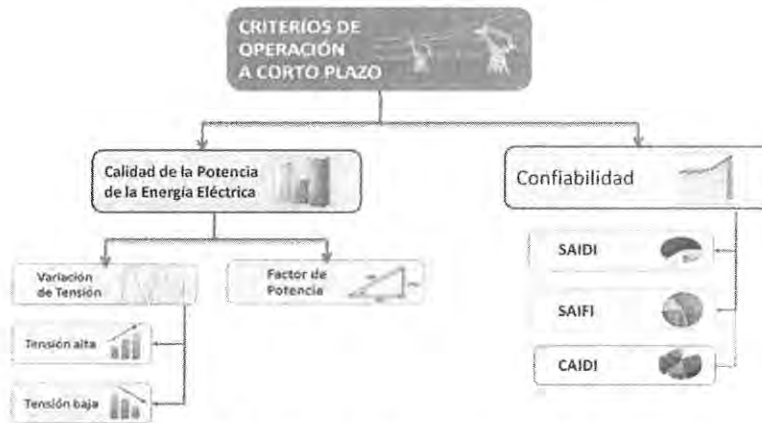 CRITERÍOS DE
OPERACIÓN
A CORTO PLAZO
Calidad de la Potencia
de la Energía Eléctrica
Confiabilidad
Variación
de Tensión
Factor de
Potencia
Tensión alta
Tensión baja
SAIDI
SAIFI
CAIDI